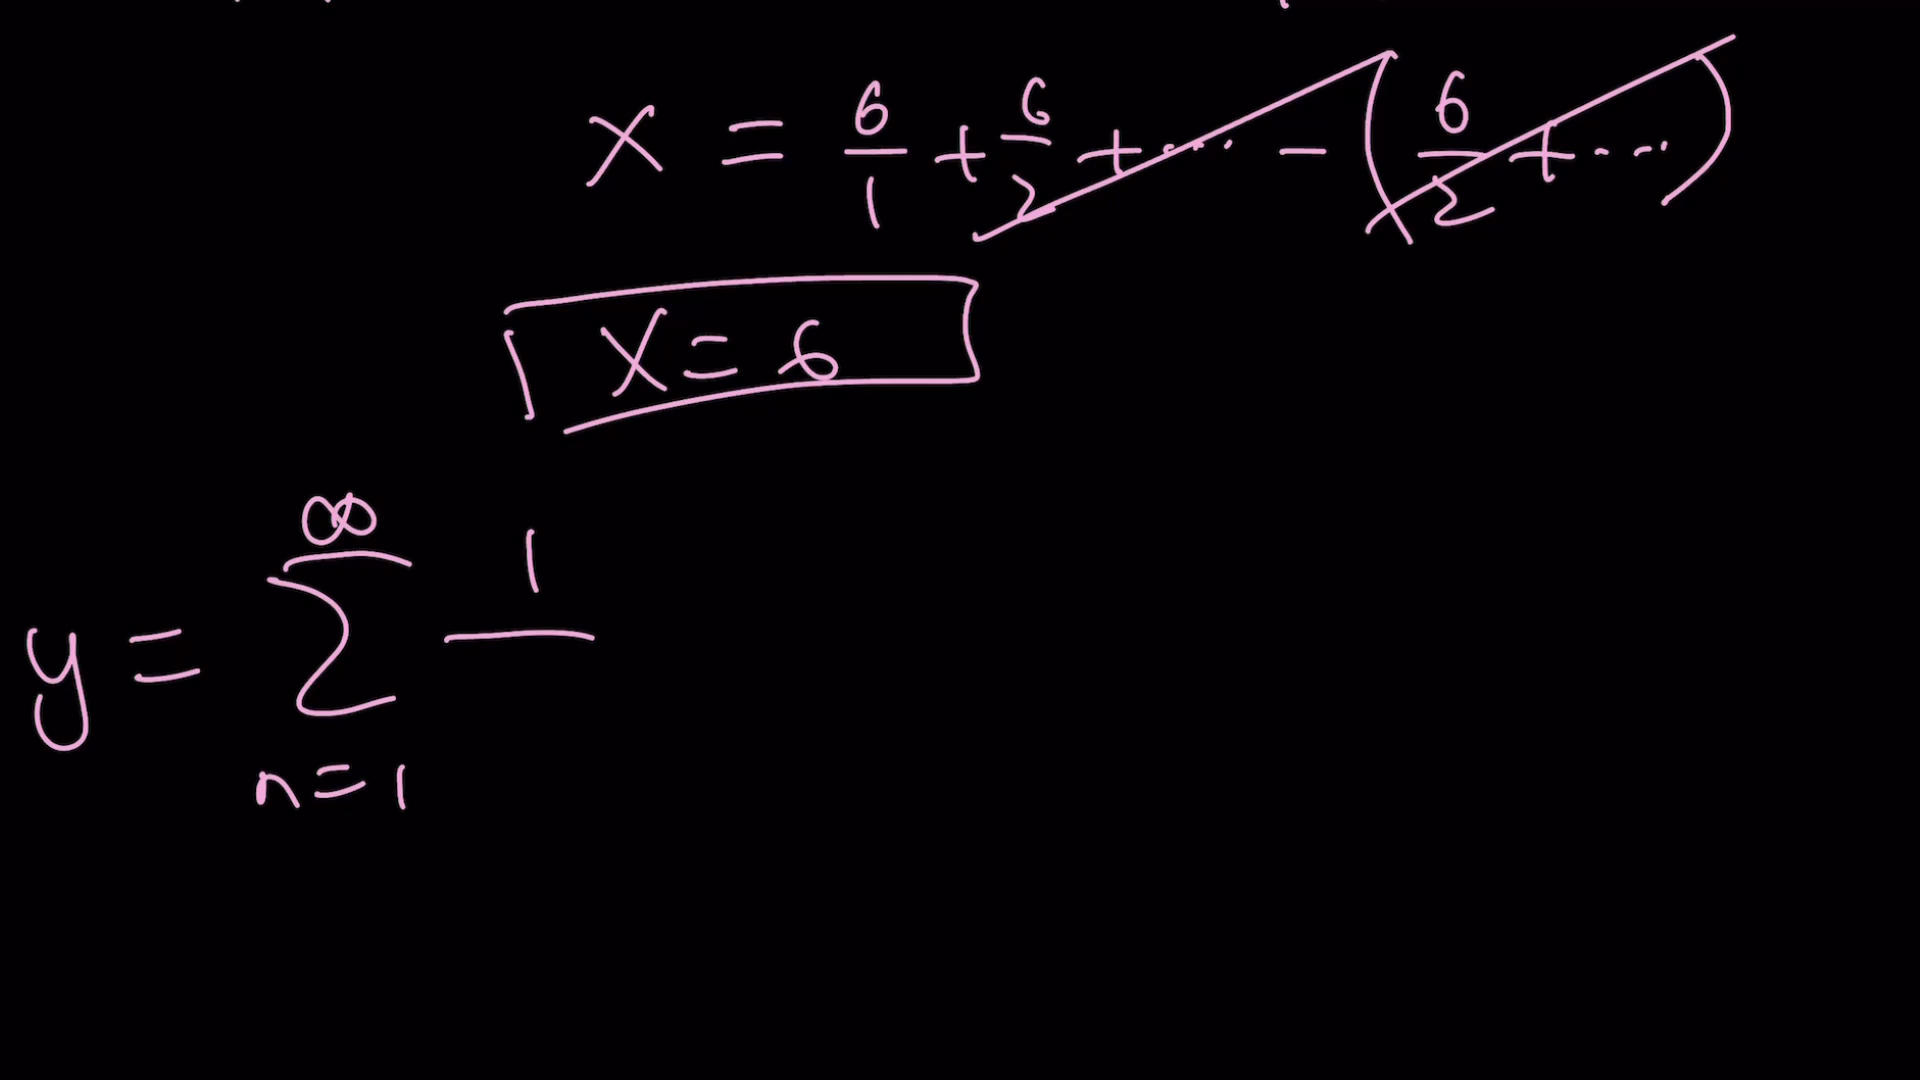 x = 6/1 + 6/2 + ... - (6/2 + ...)
x = 6
y = ∑_{n=1}^{∞} 1/